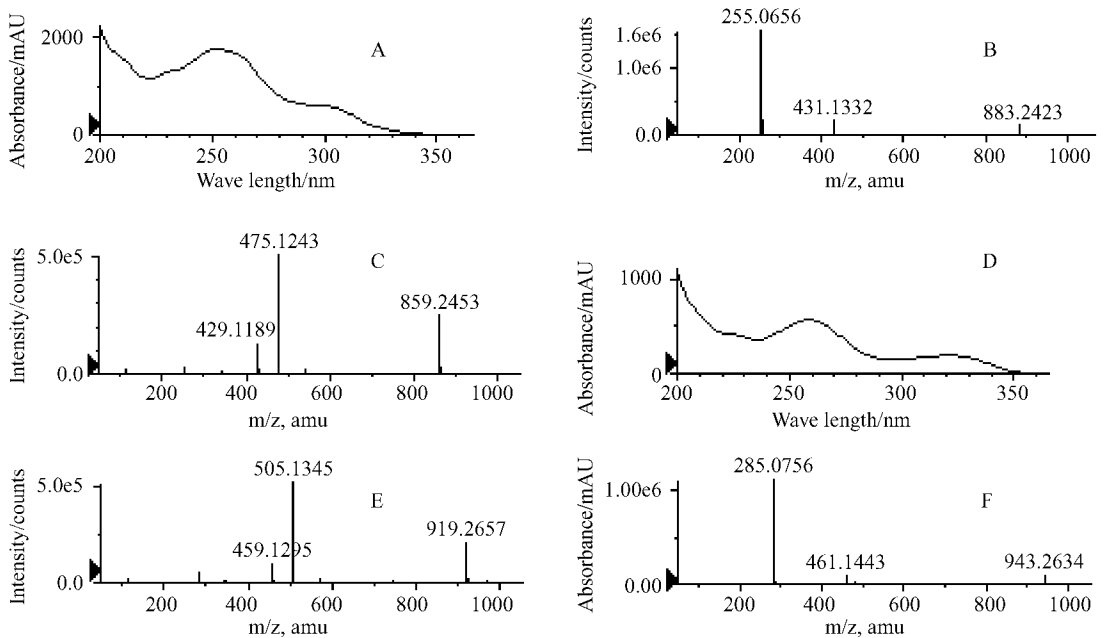 Absorbance/mAU
2000
0
200
250
300
350
Wave length/nm
A
Intensity/counts
1.6e6
1.0e6
0.0
255.0656
431.1332
883.2423
200
400
600
800
1000
m/z, amu
B
Intensity/counts
5.0e5
0.0
475.1243
429.1189
859.2453
200
400
600
800
1000
m/z, amu
C
Absorbance/mAU
1000
0
200
250
300
350
Wave length/nm
D
Intensity/counts
5.0e5
0.0
505.1345
459.1295
919.2657
200
400
600
800
1000
m/z, amu
E
Absorbance/mAU
1.00e6
0.00
285.0756
461.1443
943.2634
200
400
600
800
1000
m/z, amu
F